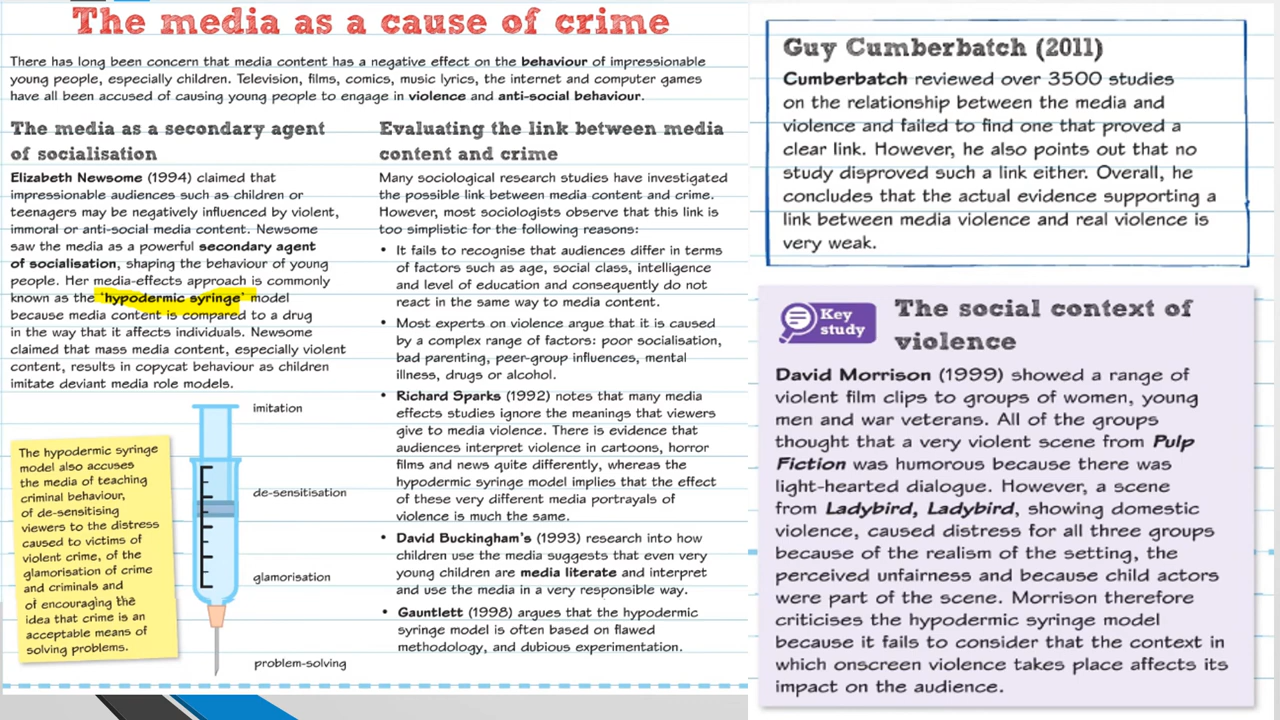 The media as a cause of crime
There has long been concern that media content has a negative effect on the behaviour of impressionable
young people, especially children. Television, films, comics, music lyrics, the internet and computer games
have all been accused of causing young people to engage in violence and anti-social behaviour.
The media as a secondary agent
of socialisation
Elizabeth Newsome (1994) claimed that
impressionable audiences such as children or
teenagers may be negatively influenced by violent,
immoral or anti-social media content. Newsome
saw the media as a powerful secondary agent
of socialisation, shaping the behaviour of young
people. Her media-effects approach is commonly
known as the 'hypodermic syringe' model
because media content is compared to a drug
in the way that it affects individuals. Newsome
claimed that mass media content, especially violent
content, results in copycat behaviour as children
imitate deviant media role models.
The hypodermic syringe
model also accuses
the media of teaching
criminal behaviour,
of de-sensitising
viewers to the distress
caused to victims of
violent crime, of the
glamorisation of crime
and criminals and
of encouraging the
idea that crime is an
acceptable means of
solving problems.
imitation
de-sensitisation
glamorisation
problem-solving
Evaluating the link between media
content and crime
Many sociological research studies have investigated
the possible link between media content and crime.
However, most sociologists observe that this link is
too simplistic for the following reasons:
• It fails to recognise that audiences differ in terms
of factors such as age, social class, intelligence
and level of education and consequently do not
react in the same way to media content.
• Most experts on violence argue that it is caused
by a complex range of factors: poor socialisation,
bad parenting, peer-group influences, mental
illness, drugs or alcohol.
• Richard Sparks (1992) notes that many media
effects studies ignore the meanings that viewers
give to media violence. There is evidence that
audiences interpret violence in cartoons, horror
films and news quite differently, whereas the
hypodermic syringe model implies that the effect
of these very different media portrayals of
violence is much the same.
• David Buckingham's (1993) research into how
children use the media suggests that even very
young children are media literate and interpret
and use the media in a very responsible way.
• Gauntlett (1998) argues that the hypodermic
syringe model is often based on flawed
methodology, and dubious experimentation.
Guy Cumberbatch (2011)
Cumberbatch reviewed over 3500 studies
on the relationship between the media and
violence and failed to find one that proved a
clear link. However, he also points out that no
study disproved such a link either. Overall, he
concludes that the actual evidence supporting a
link between media violence and real violence is
very weak.
Key
study
The social context of
violence
David Morrison (1999) showed a range of
violent film clips to groups of women, young
men and war veterans. All of the groups
thought that a very violent scene from Pulp
Fiction was humorous because there was
light-hearted dialogue. However, a scene
from Ladybird, Ladybird, showing domestic
violence, caused distress for all three groups
because of the realism of the setting, the
perceived unfairness and because child actors
were part of the scene. Morrison therefore
criticises the hypodermic syringe model
because it fails to consider that the context in
which onscreen violence takes place affects its
impact on the audience.